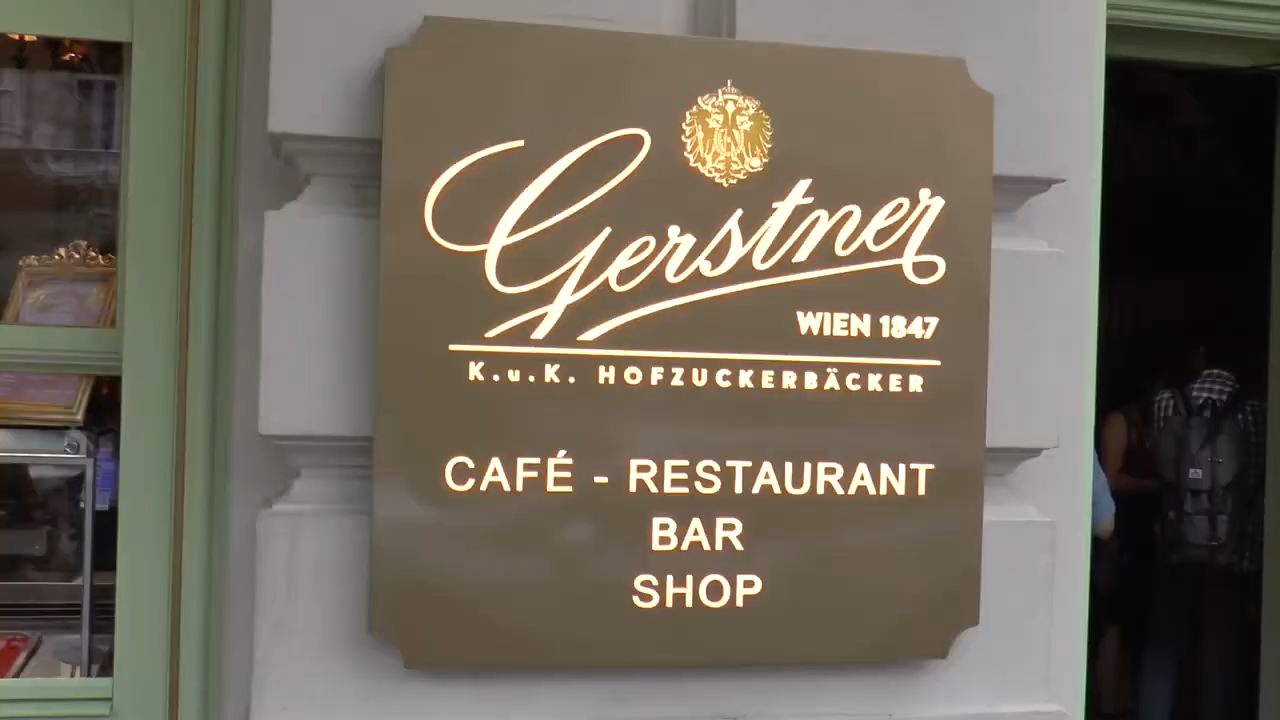 Gerstner
WIEN 1847
K.u.K. HOFZUCKERBÄCKER
CAFÉ - RESTAURANT
BAR
SHOP